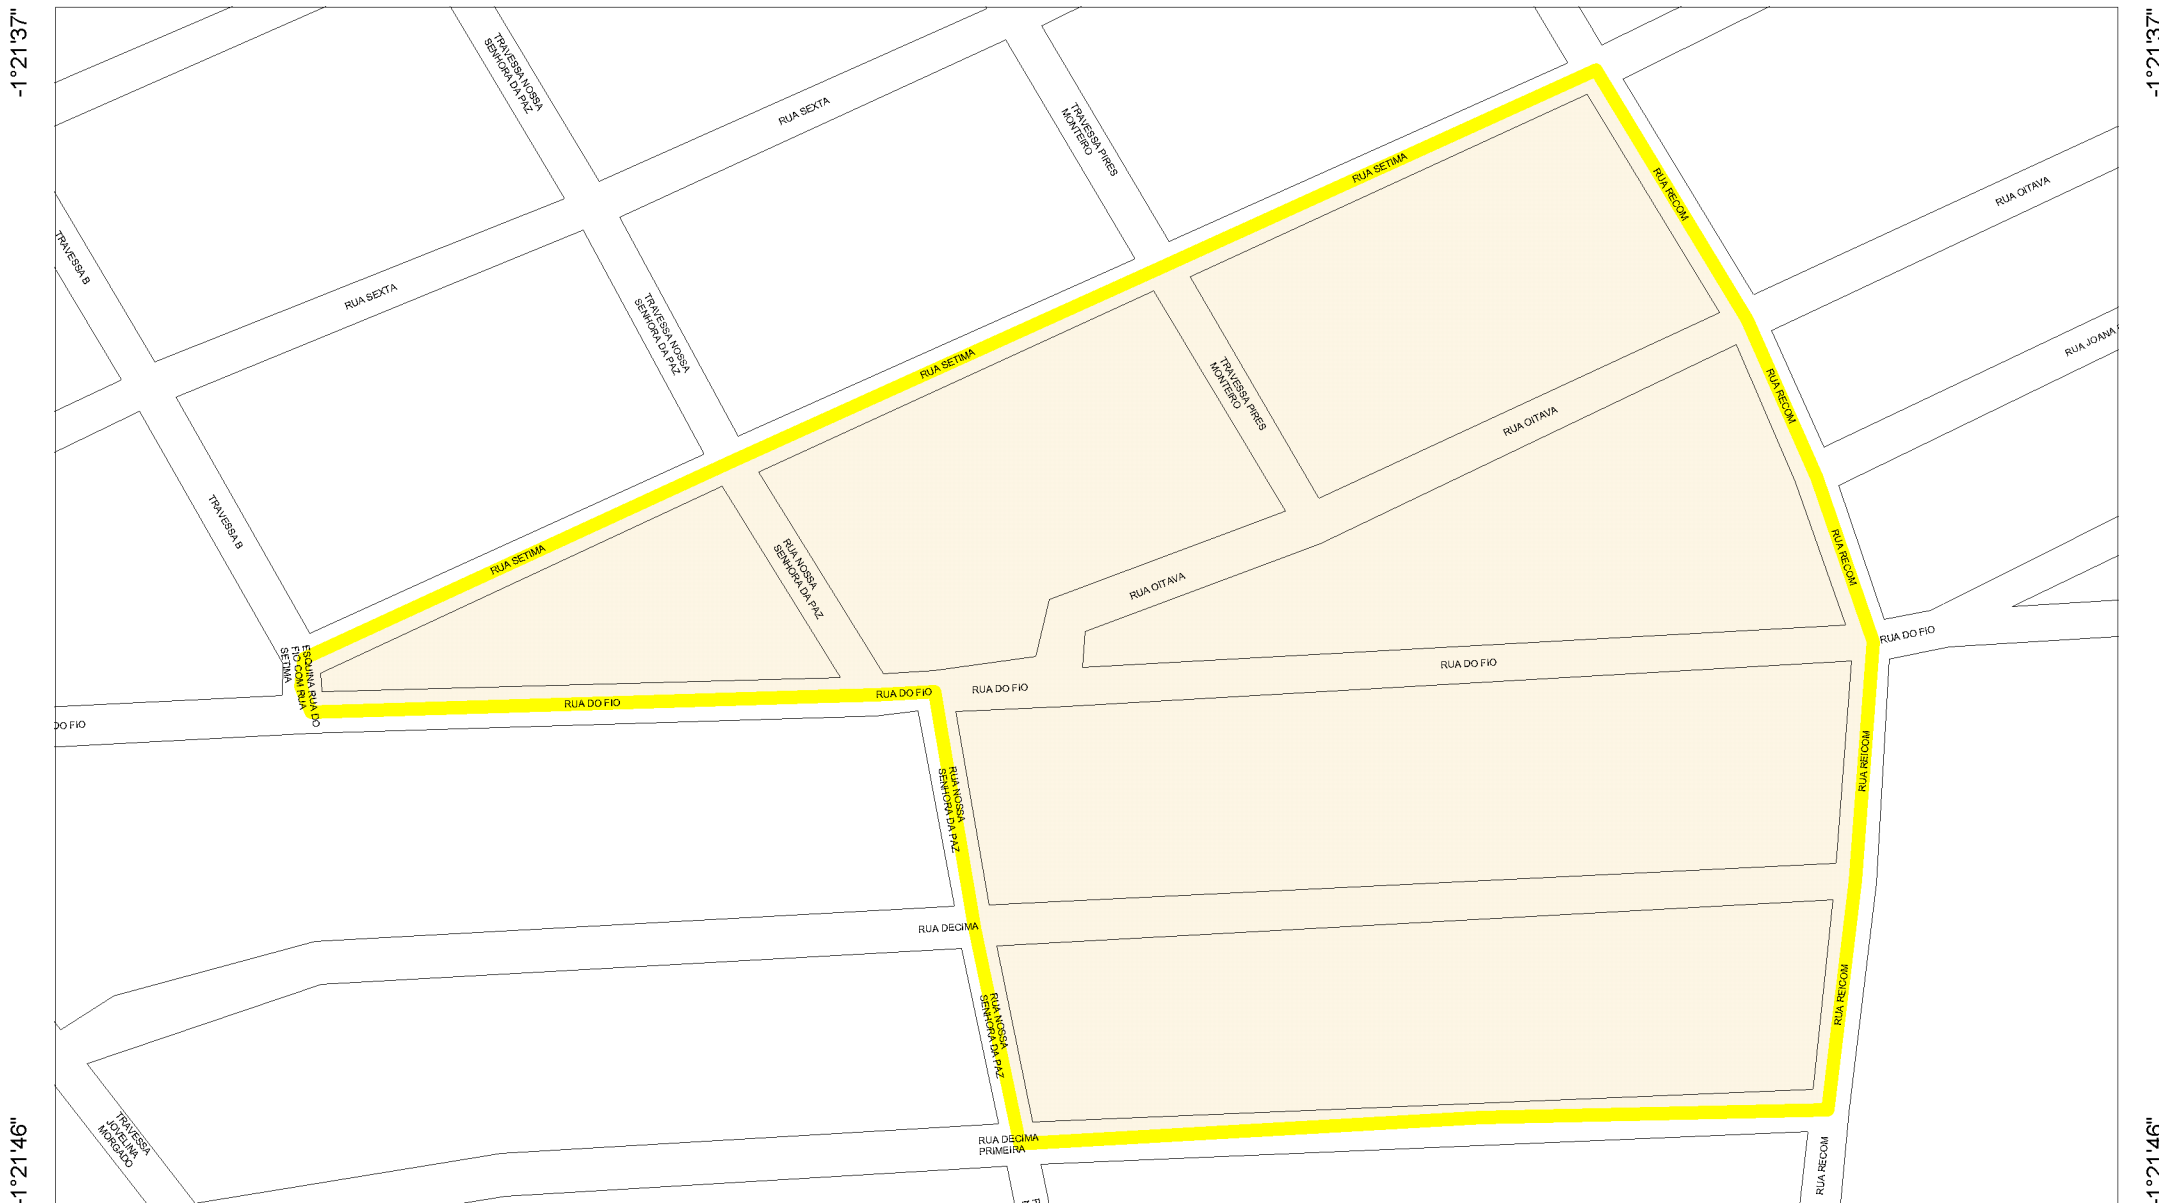 -1°21'37"
-1°21'37"
TRAVESSA NOSSA
SENHORA DA PAZ
RUA SEXTA
TRAVESSA PIRES
MONTEIRO
RUA SETIMA
RUA RECOM
RUA OITAVA
TRAVESSA B
RUA SEXTA
TRAVESSA NOSSA
SENHORA DA PAZ
RUA SETIMA
TRAVESSA PIRES
MONTEIRO
RUA OITAVA
RUA RECOM
RUA JOANA
TRAVESSA B
RUA SETIMA
RUA NOSSA
SENHORA DA PAZ
RUA OITAVA
RUA RECOM
RUA DO FIO
ESQUINA RUA DO
FIO COM RUA
SETIMA
RUA DO FIO
RUA DO FIO
RUA DO FIO
RUA DO FIO
DO FIO
RUA NOSSA
SENHORA DA PAZ
RUA REICOM
RUA DECIMA
RUA NOSSA
SENHORA DA PAZ
RUA REICOM
TRAVESSA
JOVELINA
MORGADO
RUA DECIMA
PRIMEIRA
RUA RECOM
-1°21'46"
-1°21'46"